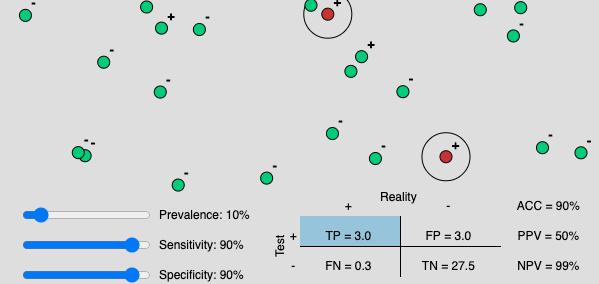 Prevalence: 10%
Sensitivity: 90%
Specificity: 90%
Reality
+ -
Test
+ TP = 3.0 FP = 3.0
- FN = 0.3 TN = 27.5
ACC = 90%
PPV = 50%
NPV = 99%